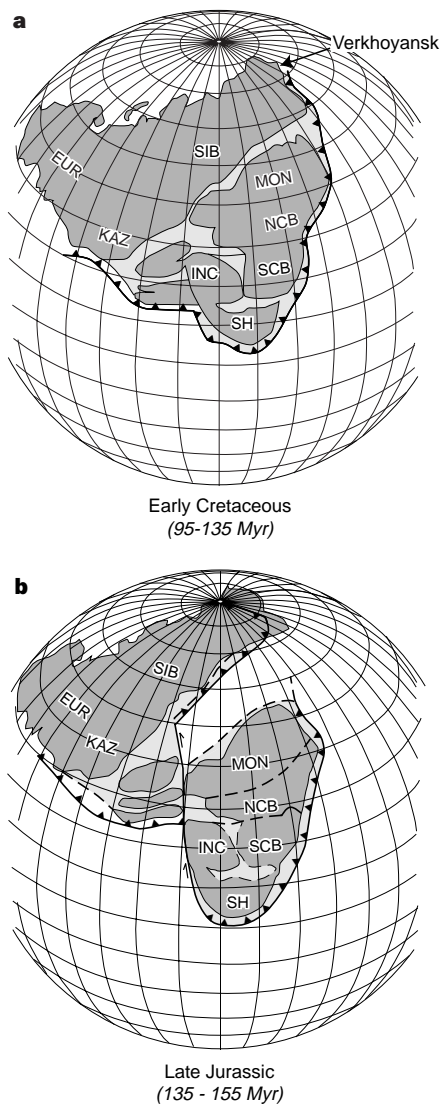 a
Verkhoyansk
SIB
EUR
MON
NCB
KAZ
INC
SCB
SH
Early Cretaceous
(95-135 Myr)
b
SIB
EUR
KAZ
MON
NCB
INC
SCB
SH
Late Jurassic
(135 - 155 Myr)